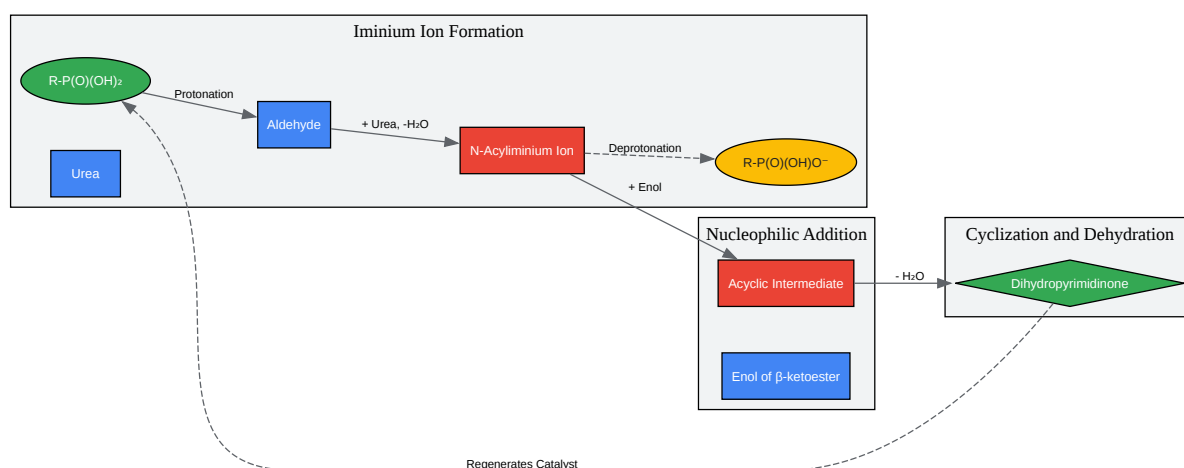 Iminium Ion Formation
R-P(O)(OH)₂
Protonation
Aldehyde
+ Urea, -H₂O
N-Acyliminium Ion
Deprotonation
R-P(O)(OH)O⁻
Urea
+ Enol
Nucleophilic Addition
Cyclization and Dehydration
Acyclic Intermediate
- H₂O
Dihydropyrimidinone
Enol of β-ketoester
Regenerates Catalyst